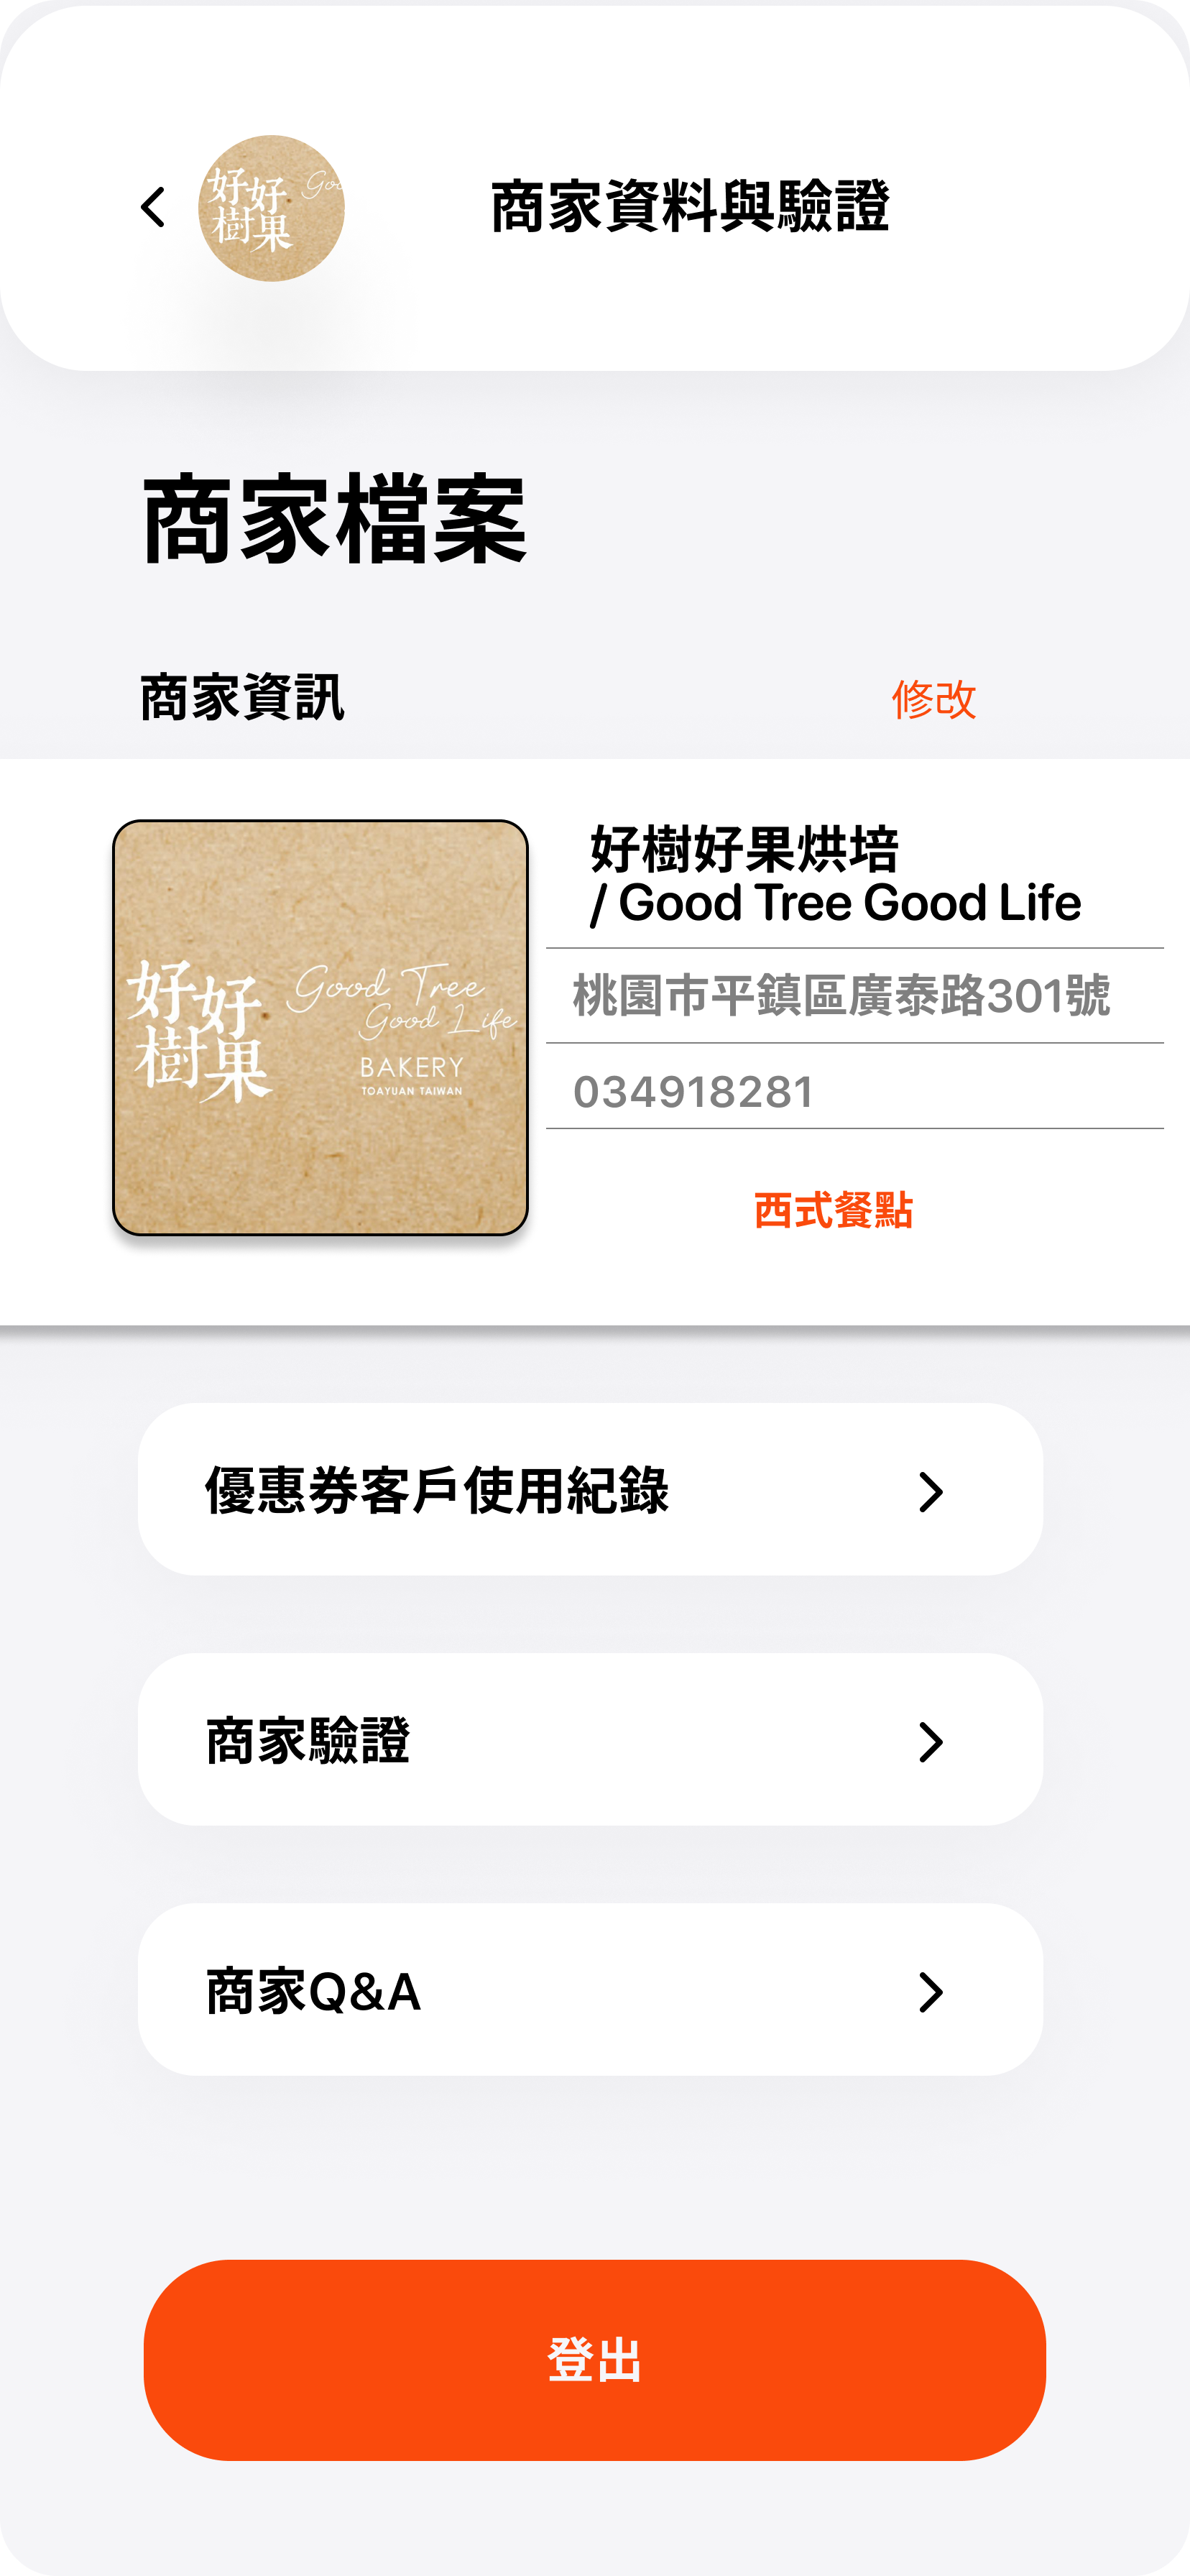 好好
樹果
Goo
商家資料與驗證
商家檔案
商家資訊
修改
好好
樹果
Good Tree
Good Life
BAKERY
TOAYUAN TAIWAN
好樹好果烘培
/ Good Tree Good Life
桃園市平鎮區廣泰路301號
034918281
西式餐點
優惠券客戶使用紀錄
商家驗證
商家Q&A
登出